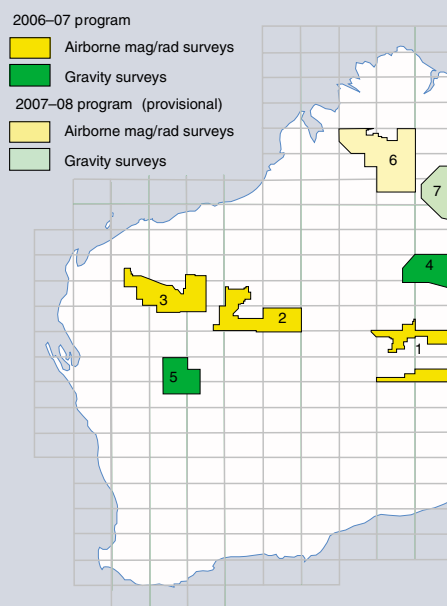 2006–07 program
Airborne mag/rad surveys
Gravity surveys
2007–08 program (provisional)
Airborne mag/rad surveys
Gravity surveys
6
7
4
3
2
1
5